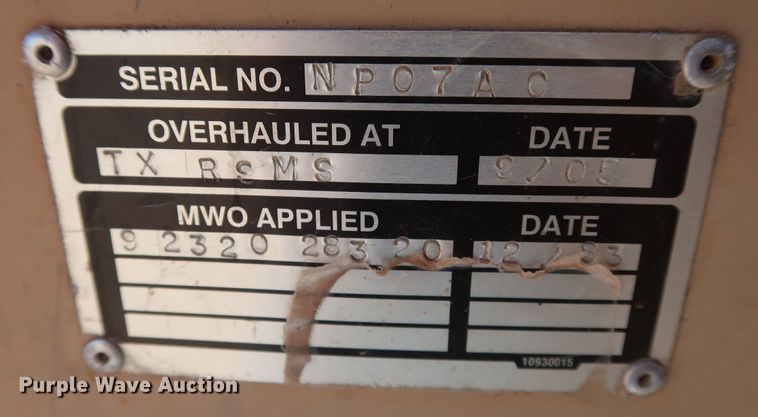 SERIAL NO. NP07AC
OVERHAULED AT DATE
TX RSMS 9/05
MWO APPLIED DATE
9 2320 283 20 12/93
10930015
Purple Wave Auction